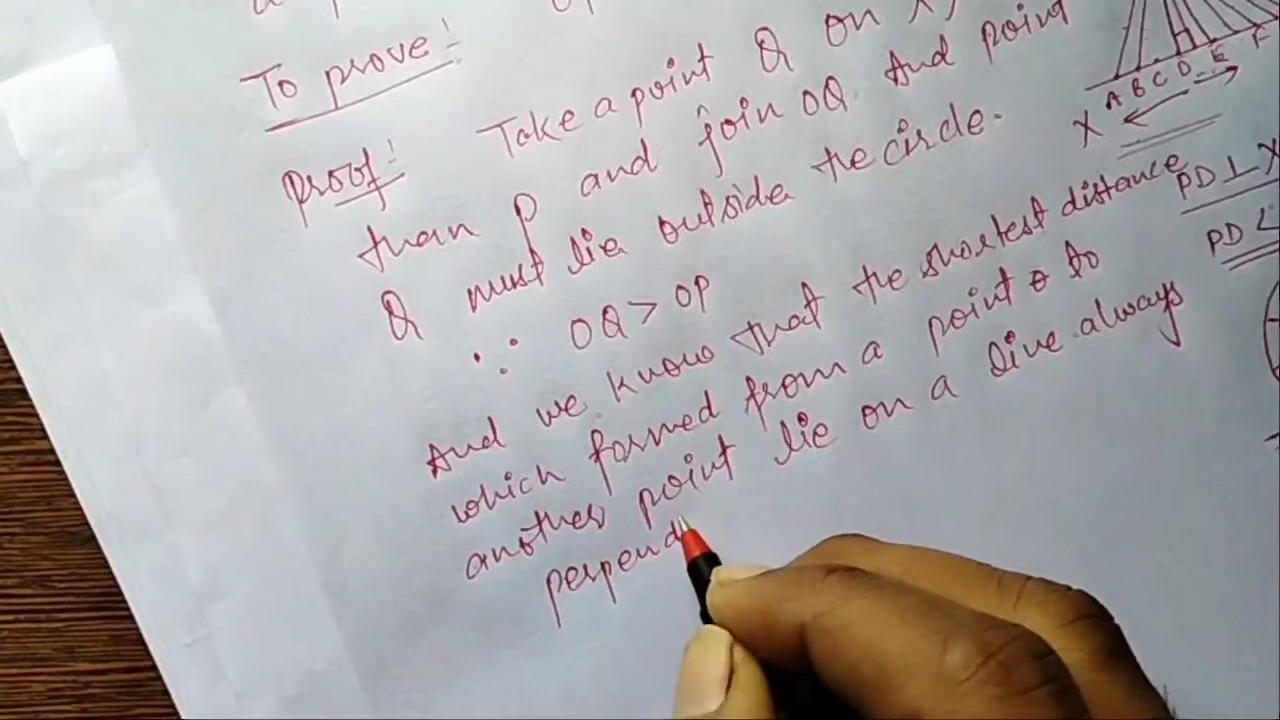 To prove:
Proof: Take a point Q on
than P and join OQ. And point
Q must lie outside the circle.
∴ OQ > OP
And we know that the shortest distance
which formed from a point O to
another point lie on a live always
perpend
A B C D E F
X
PD ⊥ X
PD <